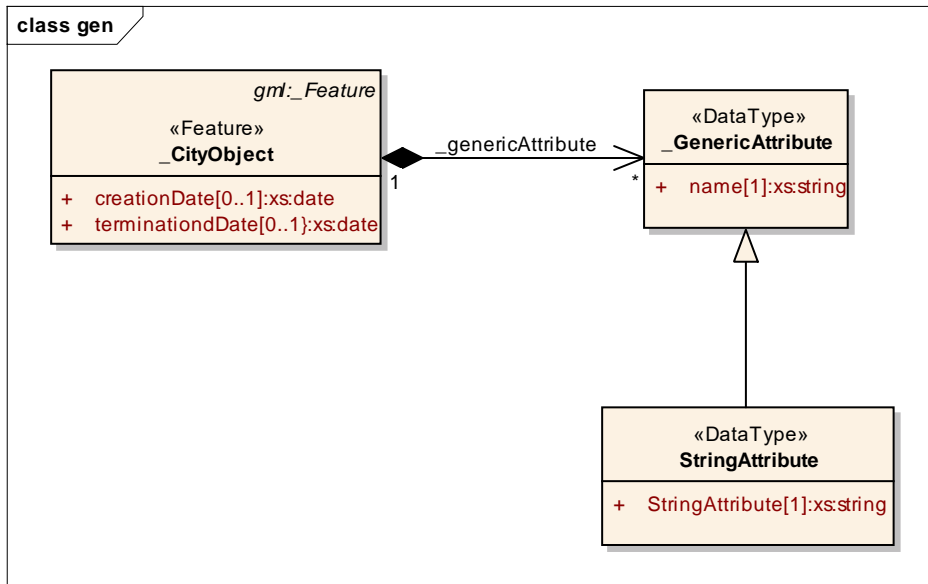 class gen
gml:_Feature
«Feature»
_CityObject
+ creationDate[0..1]:xs:date
+ terminationdDate[0..1}:xs:date
_genericAttribute
1
*
«DataType»
_GenericAttribute
+ name[1]:xs:string
«DataType»
StringAttribute
+ StringAttribute[1]:xs:string